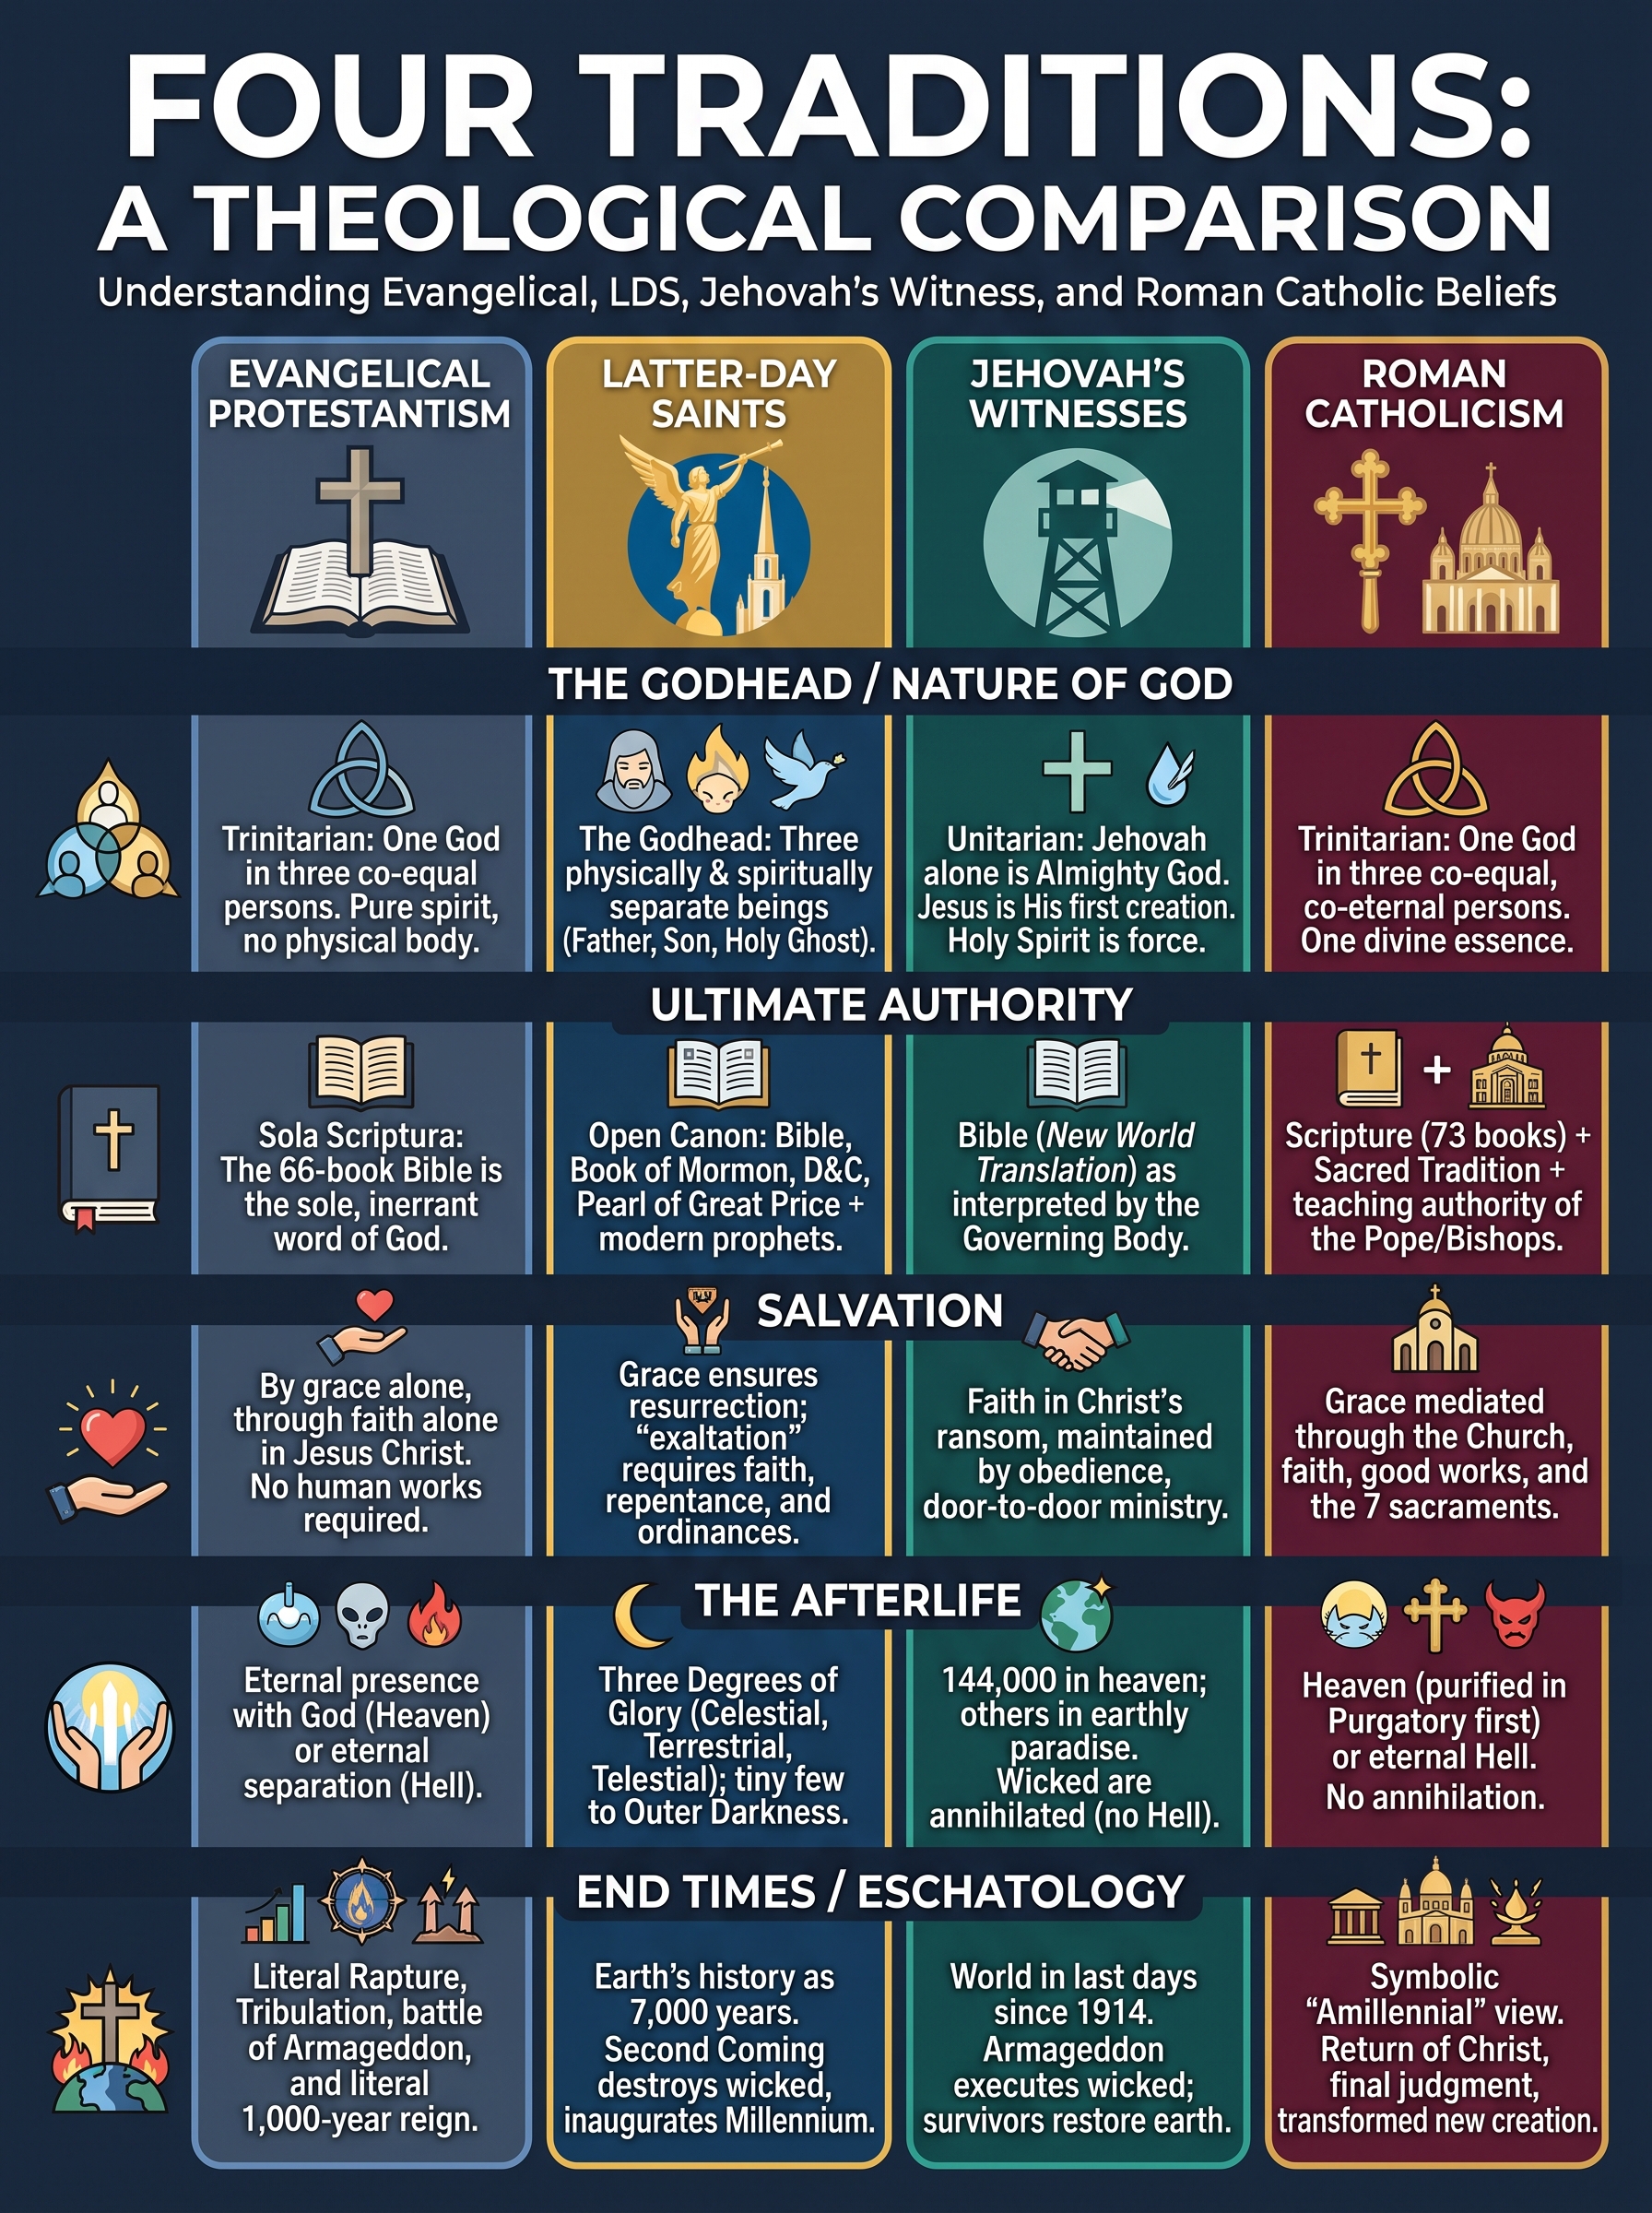 FOUR TRADITIONS:
A THEOLOGICAL COMPARISON
Understanding Evangelical, LDS, Jehovah's Witness, and Roman Catholic Beliefs
EVANGELICAL
PROTESTANTISM
LATTER-DAY
SAINTS
JEHOVAH'S
WITNESSES
ROMAN
CATHOLICISM
THE GODHEAD / NATURE OF GOD
Trinitarian: One God
in three co-equal
persons. Pure spirit,
no physical body.
The Godhead: Three
physically & spiritually
separate beings
(Father, Son, Holy Ghost).
Unitarian: Jehovah
alone is Almighty God.
Jesus is His first creation.
Holy Spirit is force.
Trinitarian: One God
in three co-equal,
co-eternal persons.
One divine essence.
ULTIMATE AUTHORITY
Sola Scriptura:
The 66-book Bible is
the sole, inerrant
word of God.
Open Canon: Bible,
Book of Mormon, D&C,
Pearl of Great Price +
modern prophets.
Bible (New World
Translation) as
interpreted by the
Governing Body.
+
Scripture (73 books) +
Sacred Tradition +
teaching authority of
the Pope/Bishops.
SALVATION
By grace alone,
through faith alone
in Jesus Christ.
No human works
required.
Grace ensures
resurrection;
"exaltation"
requires faith,
repentance, and
ordinances.
Faith in Christ's
ransom, maintained
by obedience,
door-to-door ministry.
Grace mediated
through the Church,
faith, good works, and
the 7 sacraments.
THE AFTERLIFE
Eternal presence
with God (Heaven)
or eternal
separation (Hell).
Three Degrees of
Glory (Celestial,
Terrestrial,
Telestial); tiny few
to Outer Darkness.
144,000 in heaven;
others in earthly
paradise.
Wicked are
annihilated (no Hell).
Heaven (purified in
Purgatory first)
or eternal Hell.
No annihilation.
END TIMES / ESCHATOLOGY
Literal Rapture,
Tribulation, battle
of Armageddon,
and literal
1,000-year reign.
Earth's history as
7,000 years.
Second Coming
destroys wicked,
inaugurates Millennium.
World in last days
since 1914.
Armageddon
executes wicked;
survivors restore earth.
Symbolic
"Amillennial" view.
Return of Christ,
final judgment,
transformed new creation.